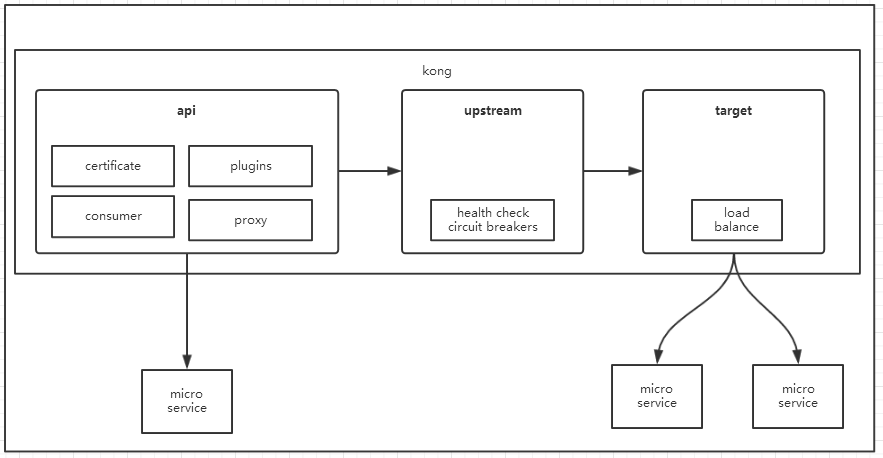 kong
api
certificate
plugins
consumer
proxy
upstream
health check
circuit breakers
target
load
balance
micro
service
micro
service
micro
service